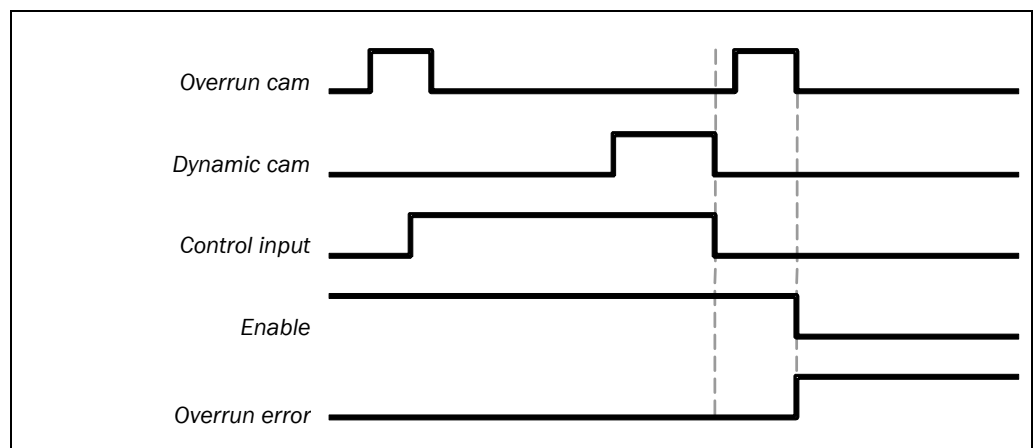 Overrun cam
Dynamic cam
Control input
Enable
Overrun error